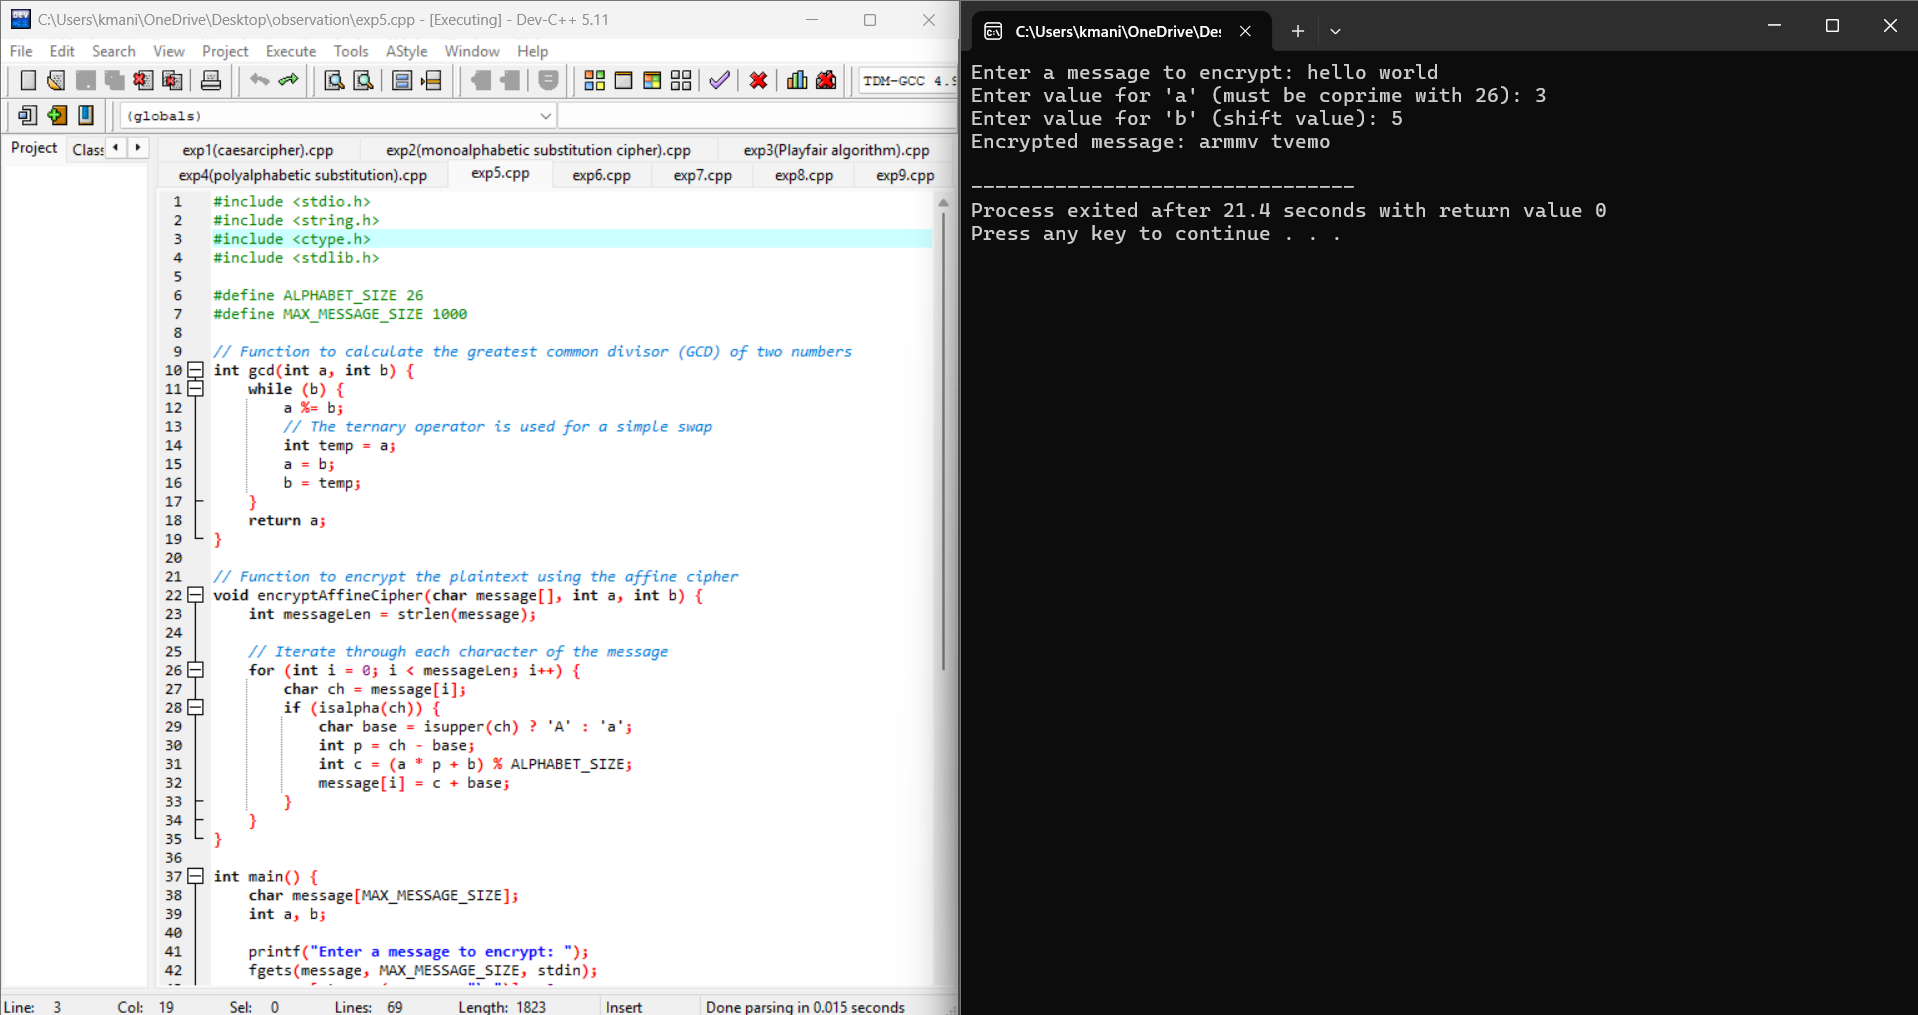 C:\Users\kmani\OneDrive\Desktop\observation\exp5.cpp - [Executing] - Dev-C++ 5.11
File Edit Search View Project Execute Tools AStyle Window Help
TDM-GCC 4.9
(globals)
Project Class
exp1(caesarcipher).cpp exp2(monoalphabetic substitution cipher).cpp exp3(Playfair algorithm).cpp
exp4(polyalphabetic substitution).cpp exp5.cpp exp6.cpp exp7.cpp exp8.cpp exp9.cpp
1 #include <stdio.h>
2 #include <string.h>
3 #include <ctype.h>
4 #include <stdlib.h>
5
6 #define ALPHABET_SIZE 26
7 #define MAX_MESSAGE_SIZE 1000
8
9 // Function to calculate the greatest common divisor (GCD) of two numbers
10 int gcd(int a, int b) {
11 while (b) {
12 a %= b;
13 // The ternary operator is used for a simple swap
14 int temp = a;
15 a = b;
16 b = temp;
17 }
18 return a;
19 }
20
21 // Function to encrypt the plaintext using the affine cipher
22 void encryptAffineCipher(char message[], int a, int b) {
23 int messageLen = strlen(message);
24
25 // Iterate through each character of the message
26 for (int i = 0; i < messageLen; i++) {
27 char ch = message[i];
28 if (isalpha(ch)) {
29 char base = isupper(ch) ? 'A' : 'a';
30 int p = ch - base;
31 int c = (a * p + b) % ALPHABET_SIZE;
32 message[i] = c + base;
33 }
34 }
35 }
36
37 int main() {
38 char message[MAX_MESSAGE_SIZE];
39 int a, b;
40
41 printf("Enter a message to encrypt: ");
42 fgets(message, MAX_MESSAGE_SIZE, stdin);
Line: 3 Col: 19 Sel: 0 Lines: 69 Length: 1823 Insert Done parsing in 0.015 seconds
C:\Users\kmani\OneDrive\Des
Enter a message to encrypt: hello world
Enter value for 'a' (must be coprime with 26): 3
Enter value for 'b' (shift value): 5
Encrypted message: armmv tvemo
--------------------------------
Process exited after 21.4 seconds with return value 0
Press any key to continue . . .